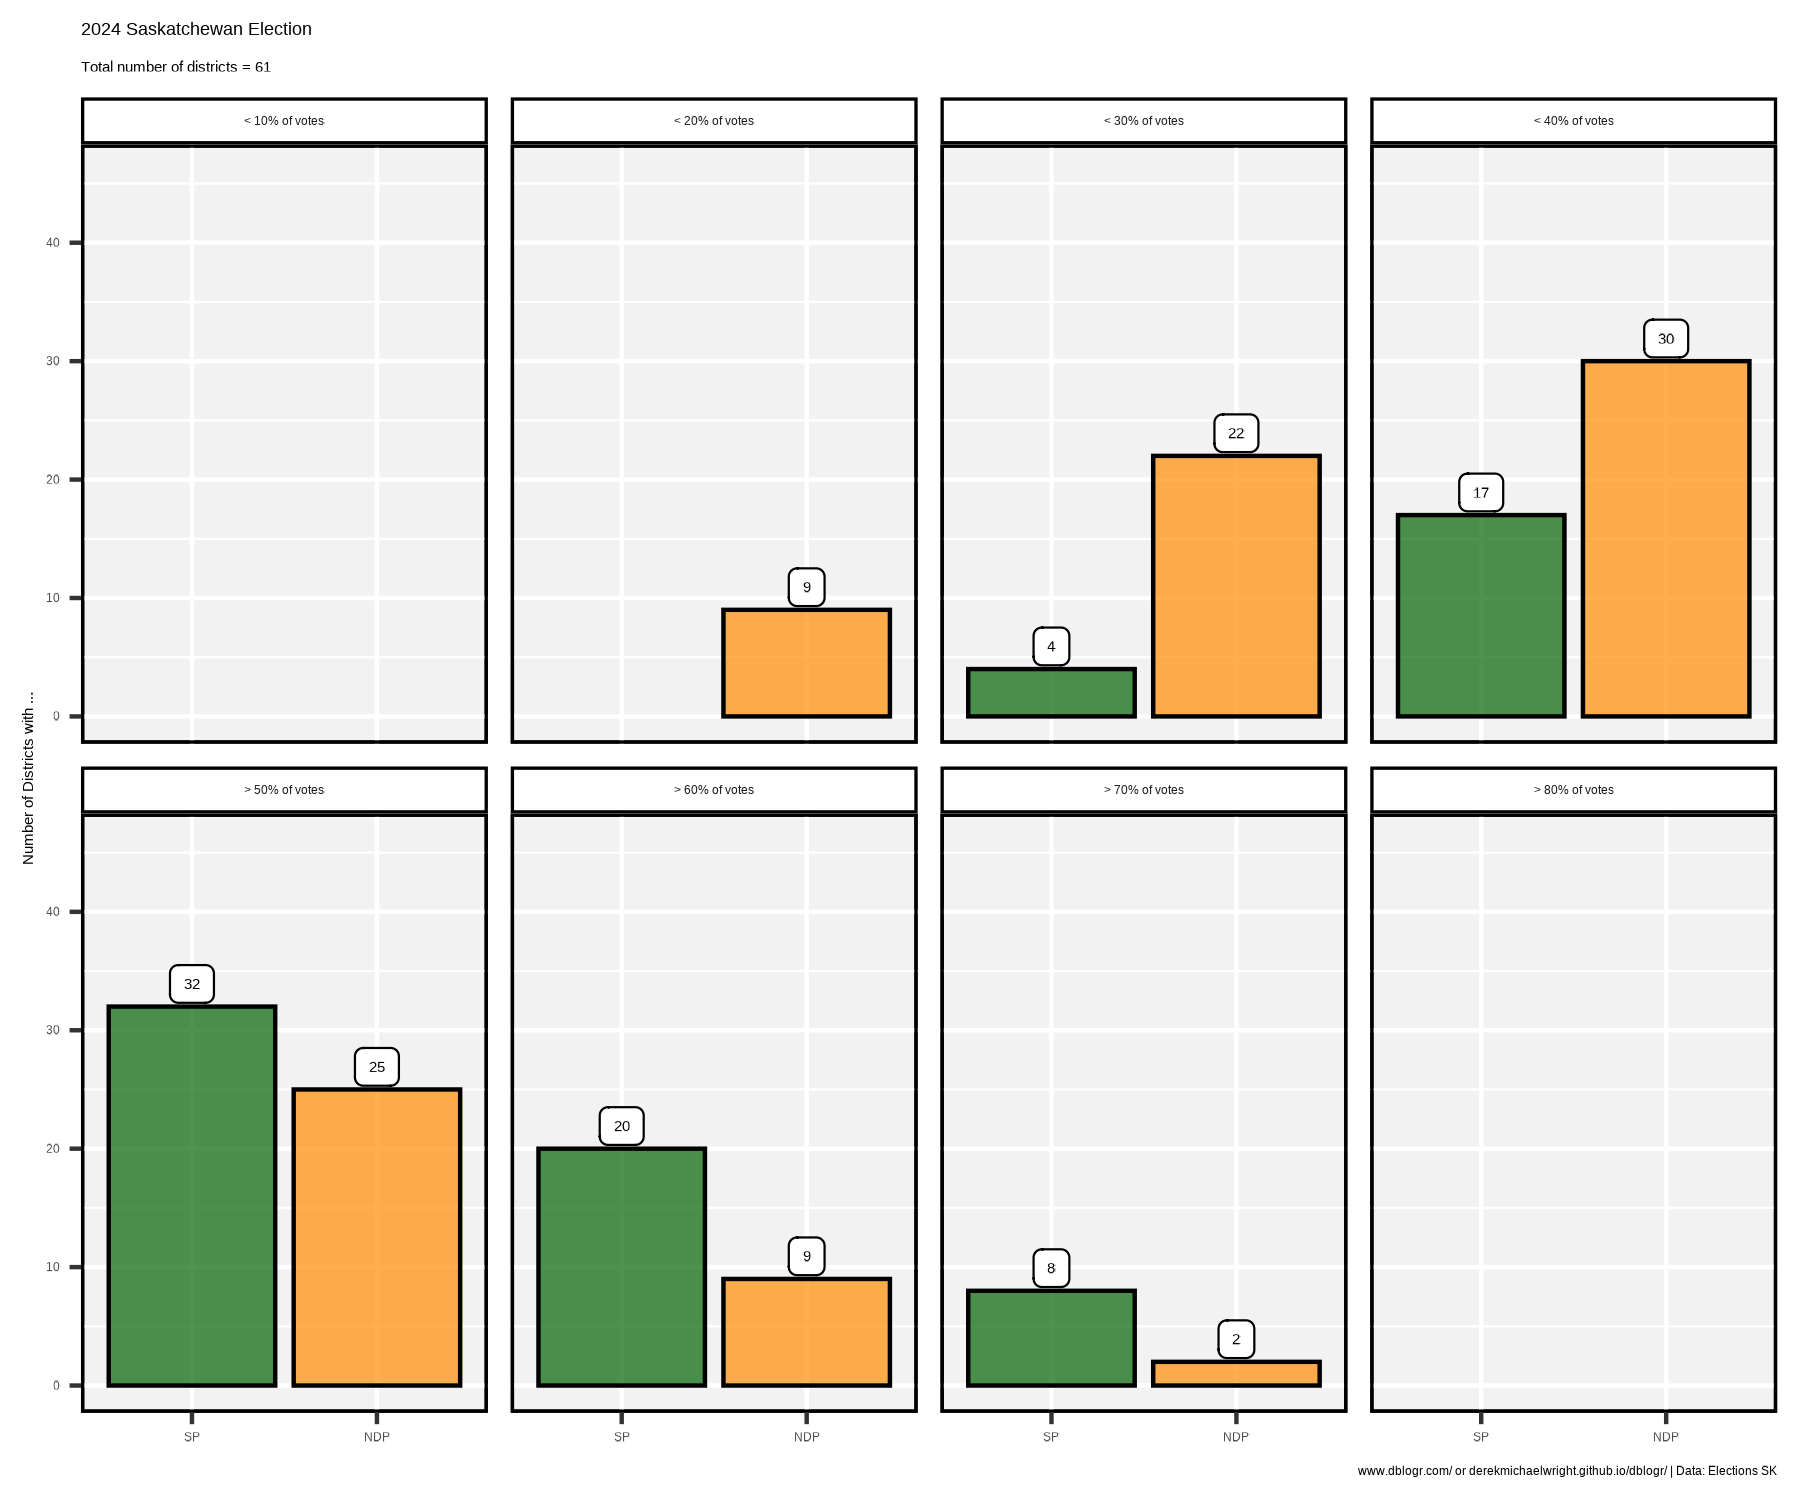 2024 Saskatchewan Election
Total number of districts = 61
< 10% of votes
< 20% of votes
< 30% of votes
< 40% of votes
40
30
20
10
0
9
4
22
17
30
Number of Districts with ...
> 50% of votes
> 60% of votes
> 70% of votes
> 80% of votes
40
30
20
10
0
32
25
20
9
8
2
SP
NDP
SP
NDP
SP
NDP
SP
NDP
www.dblogr.com/ or derekmichaelwright.github.io/dblogr/ | Data: Elections SK